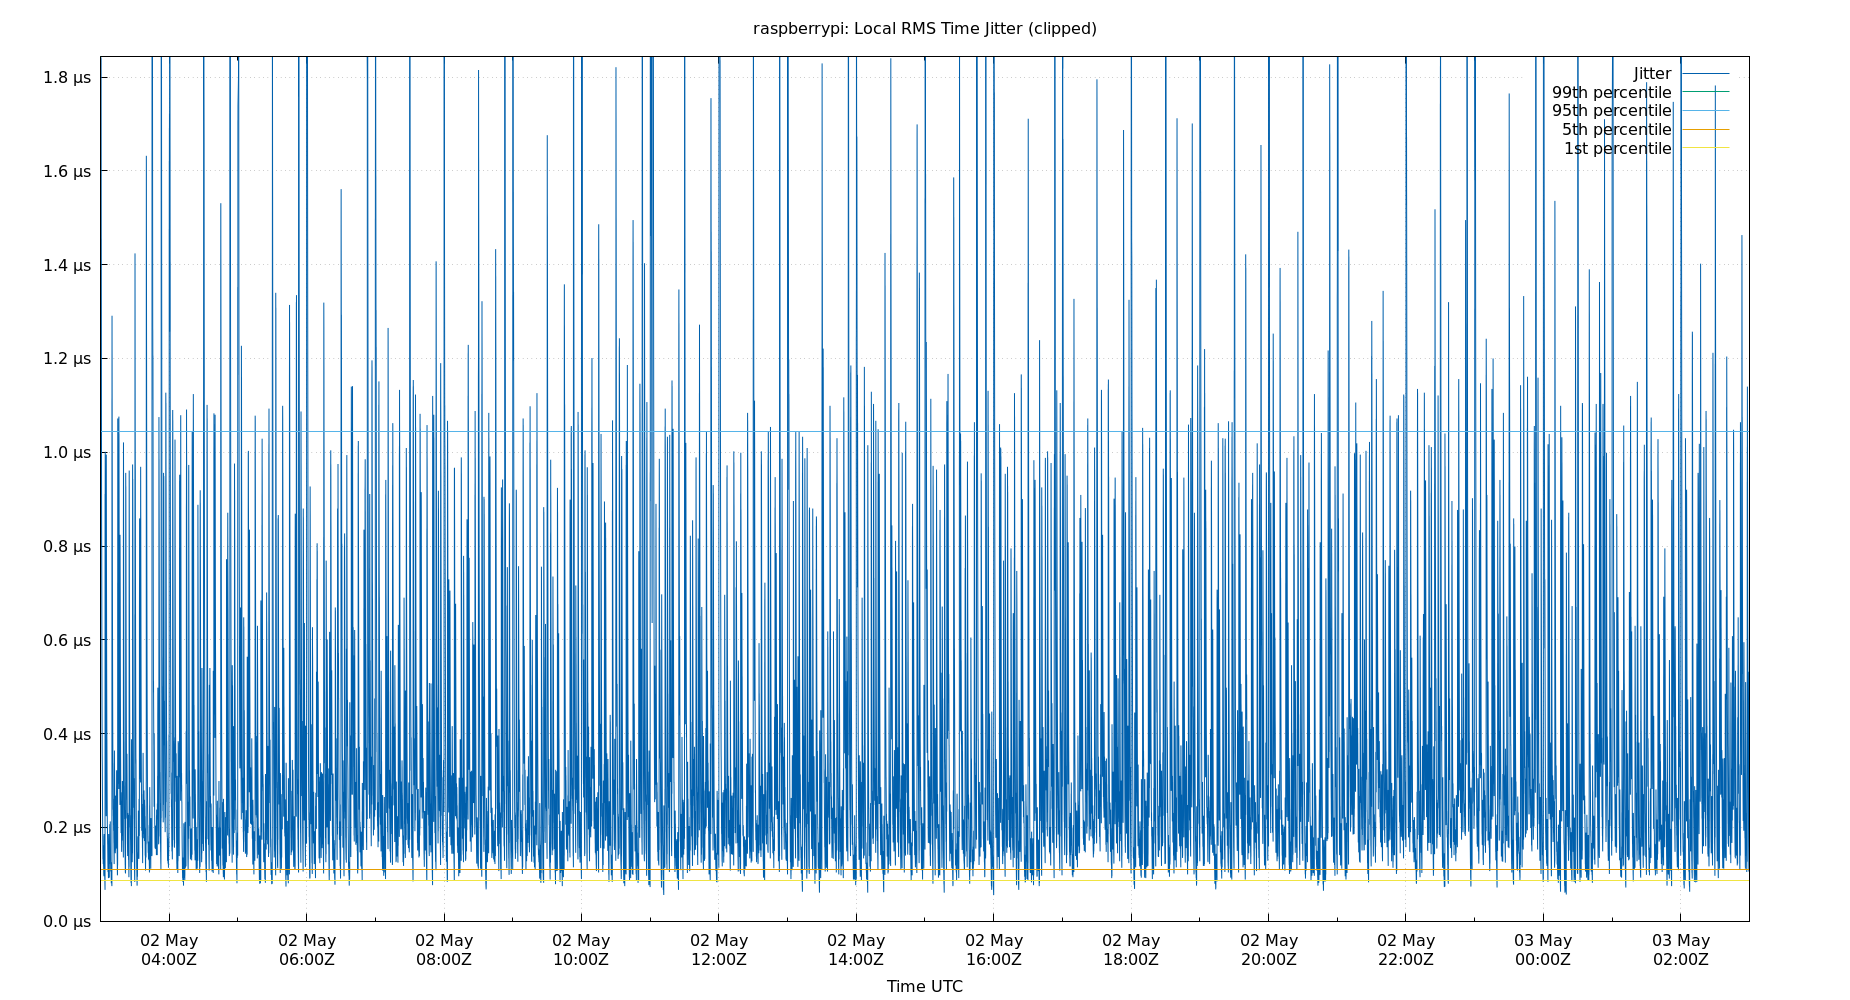 raspberrypi: Local RMS Time Jitter (clipped)
Jitter
99th percentile
95th percentile
5th percentile
1st percentile
1.8 µs
1.6 µs
1.4 µs
1.2 µs
1.0 µs
0.8 µs
0.6 µs
0.4 µs
0.2 µs
0.0 µs
02 May 02 May 02 May 02 May 02 May 02 May 02 May 02 May 02 May 02 May 03 May 03 May
04:00Z 06:00Z 08:00Z 10:00Z 12:00Z 14:00Z 16:00Z 18:00Z 20:00Z 22:00Z 00:00Z 02:00Z
Time UTC